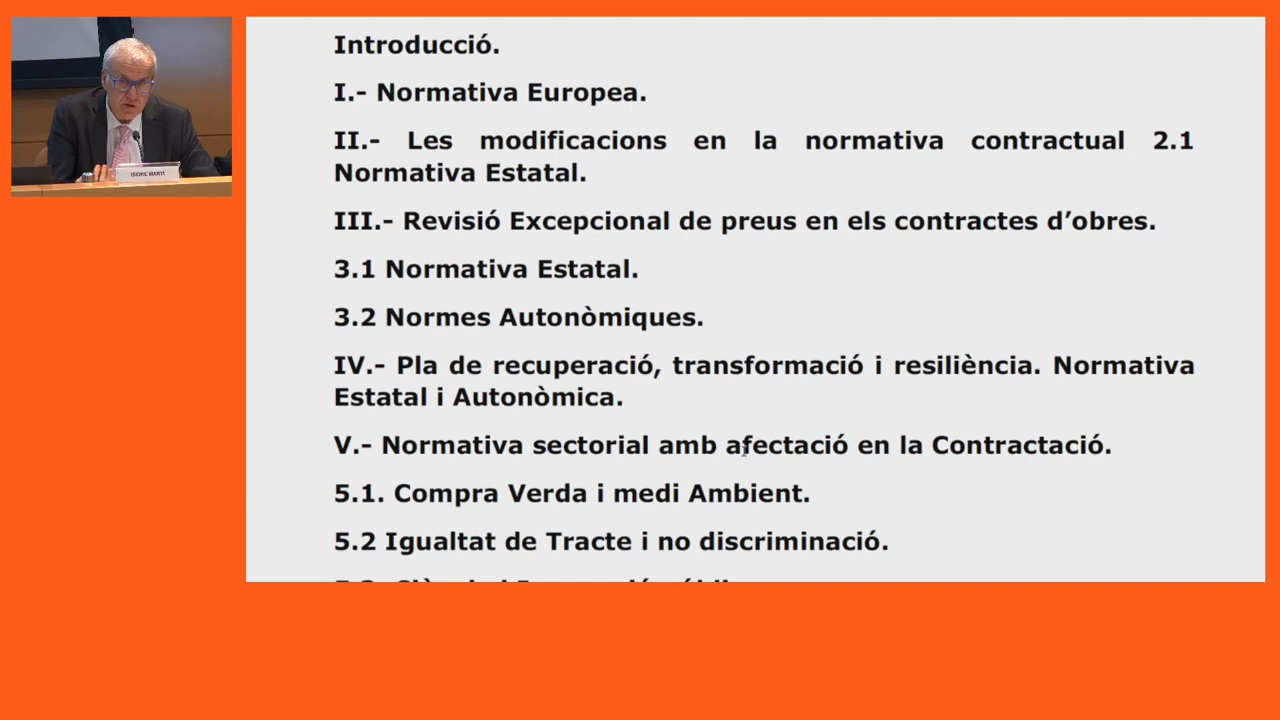 ISIDRE MARTÍ
Introducció.
I.- Normativa Europea.
II.- Les modificacions en la normativa contractual 2.1
Normativa Estatal.
III.- Revisió Excepcional de preus en els contractes d’obres.
3.1 Normativa Estatal.
3.2 Normes Autonòmiques.
IV.- Pla de recuperació, transformació i resiliència. Normativa
Estatal i Autonòmica.
V.- Normativa sectorial amb afectació en la Contractació.
5.1. Compra Verda i medi Ambient.
5.2 Igualtat de Tracte i no discriminació.